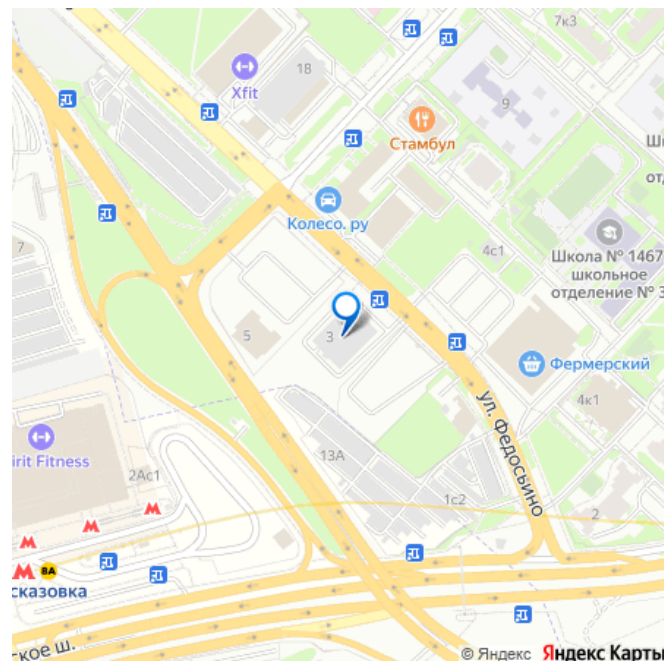 7к3
18
Xfit
9
Стамбул
Колесо. ру
4с1
Школа № 1467
школьное
отделение № 3
7
5
3
Фермерский
4к1
ул. Федосьино
irit Fitness
2Ас1
13А
1с2
2
М
М
М
8А
сказовка
ское ш.
© Яндекс Яндекс Карты